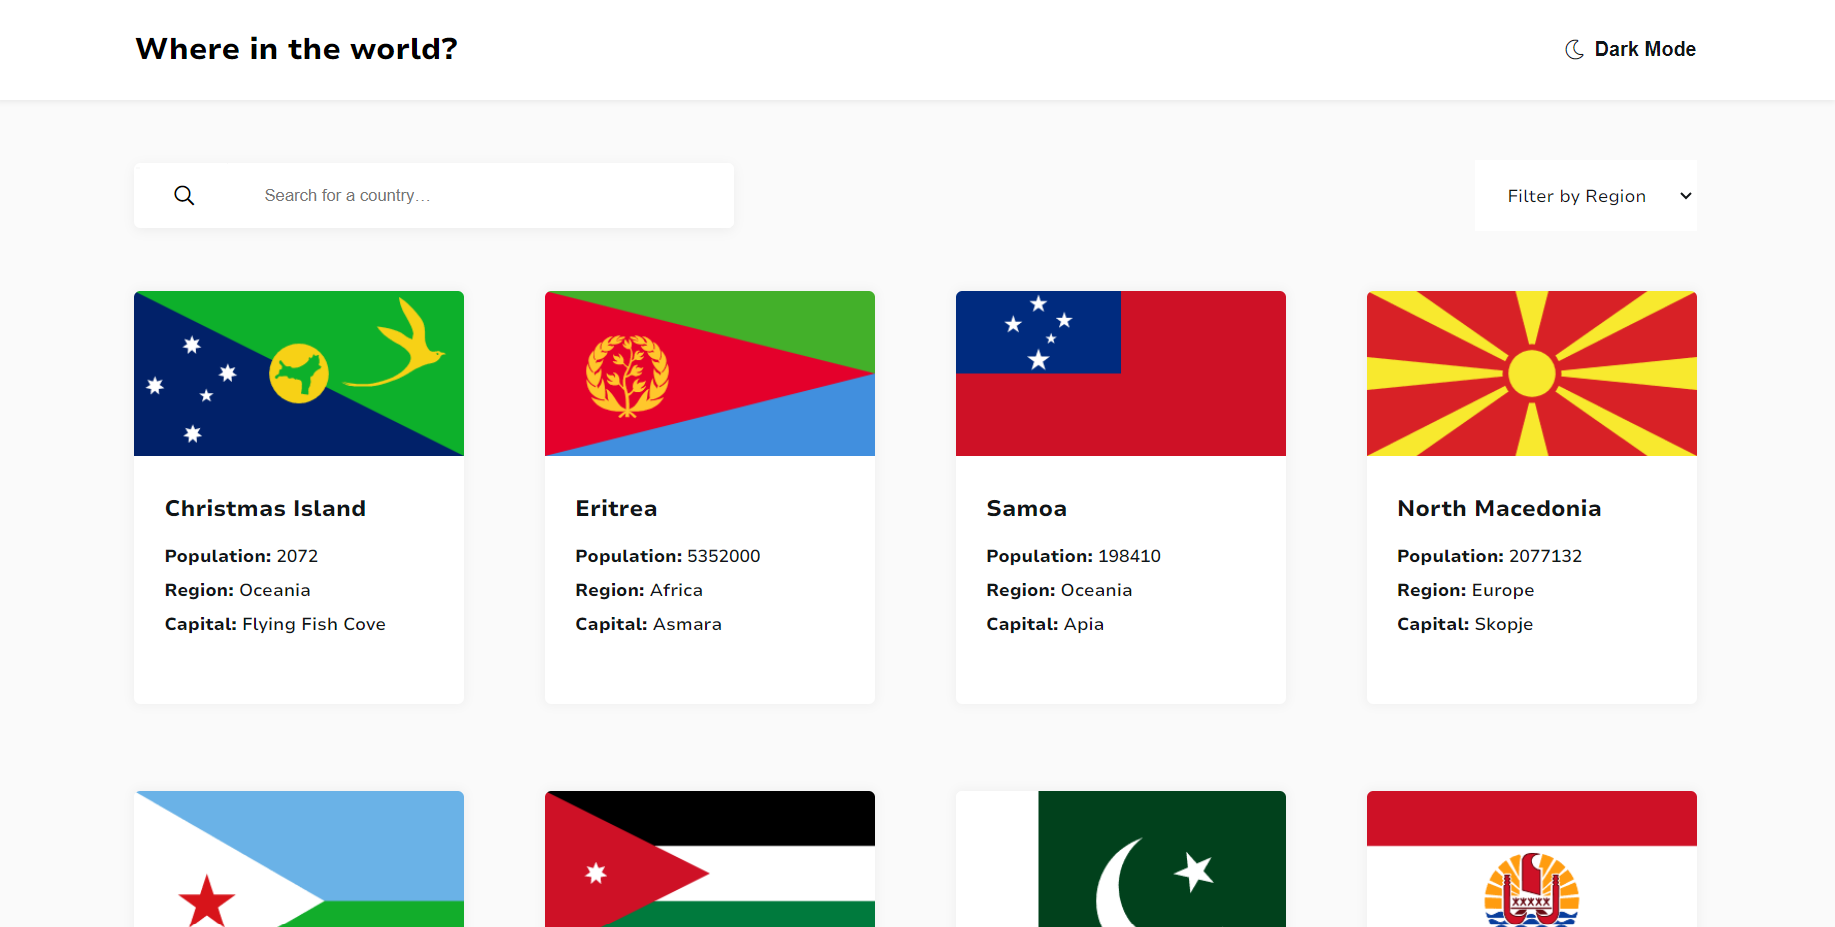 Where in the world?
Dark Mode
Search for a country…
Filter by Region
Christmas Island
Population: 2072
Region: Oceania
Capital: Flying Fish Cove
Eritrea
Population: 5352000
Region: Africa
Capital: Asmara
Samoa
Population: 198410
Region: Oceania
Capital: Apia
North Macedonia
Population: 2077132
Region: Europe
Capital: Skopje